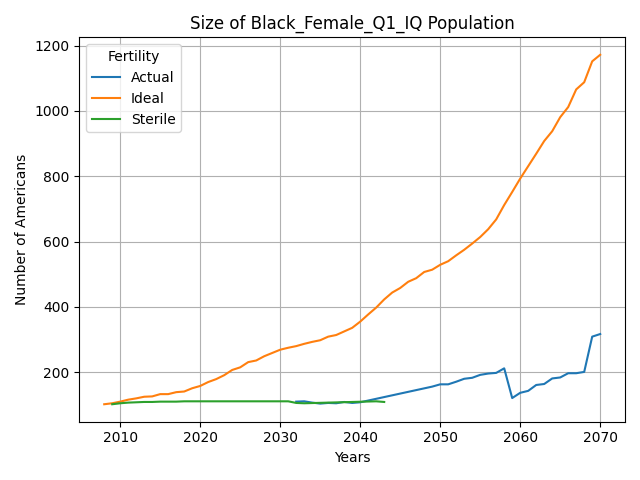 Size of Black_Female_Q1_IQ Population
Number of Americans
1200
1000
800
600
400
200
Fertility
Actual
Ideal
Sterile
2010 2020 2030 2040 2050 2060 2070
Years